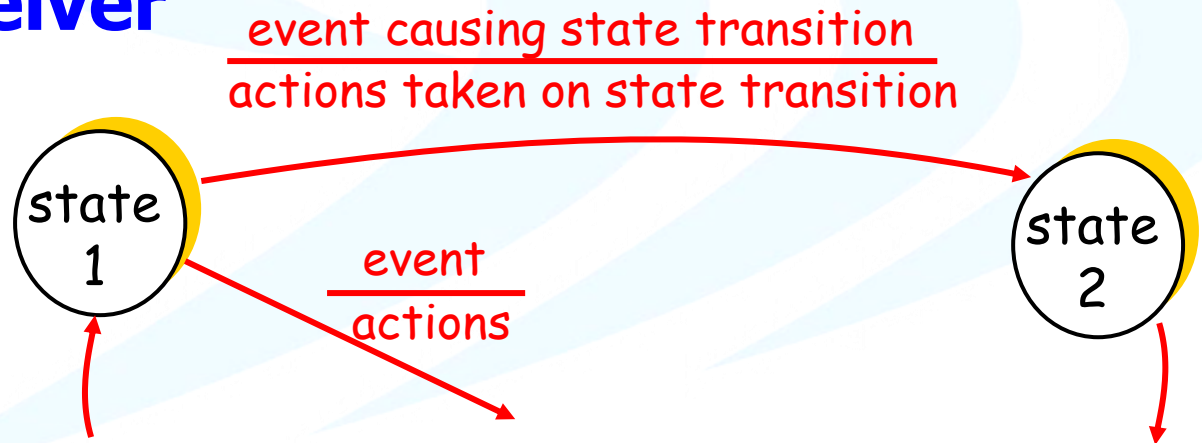 eiver
event causing state transition
actions taken on state transition
state
1
state
2
event
actions